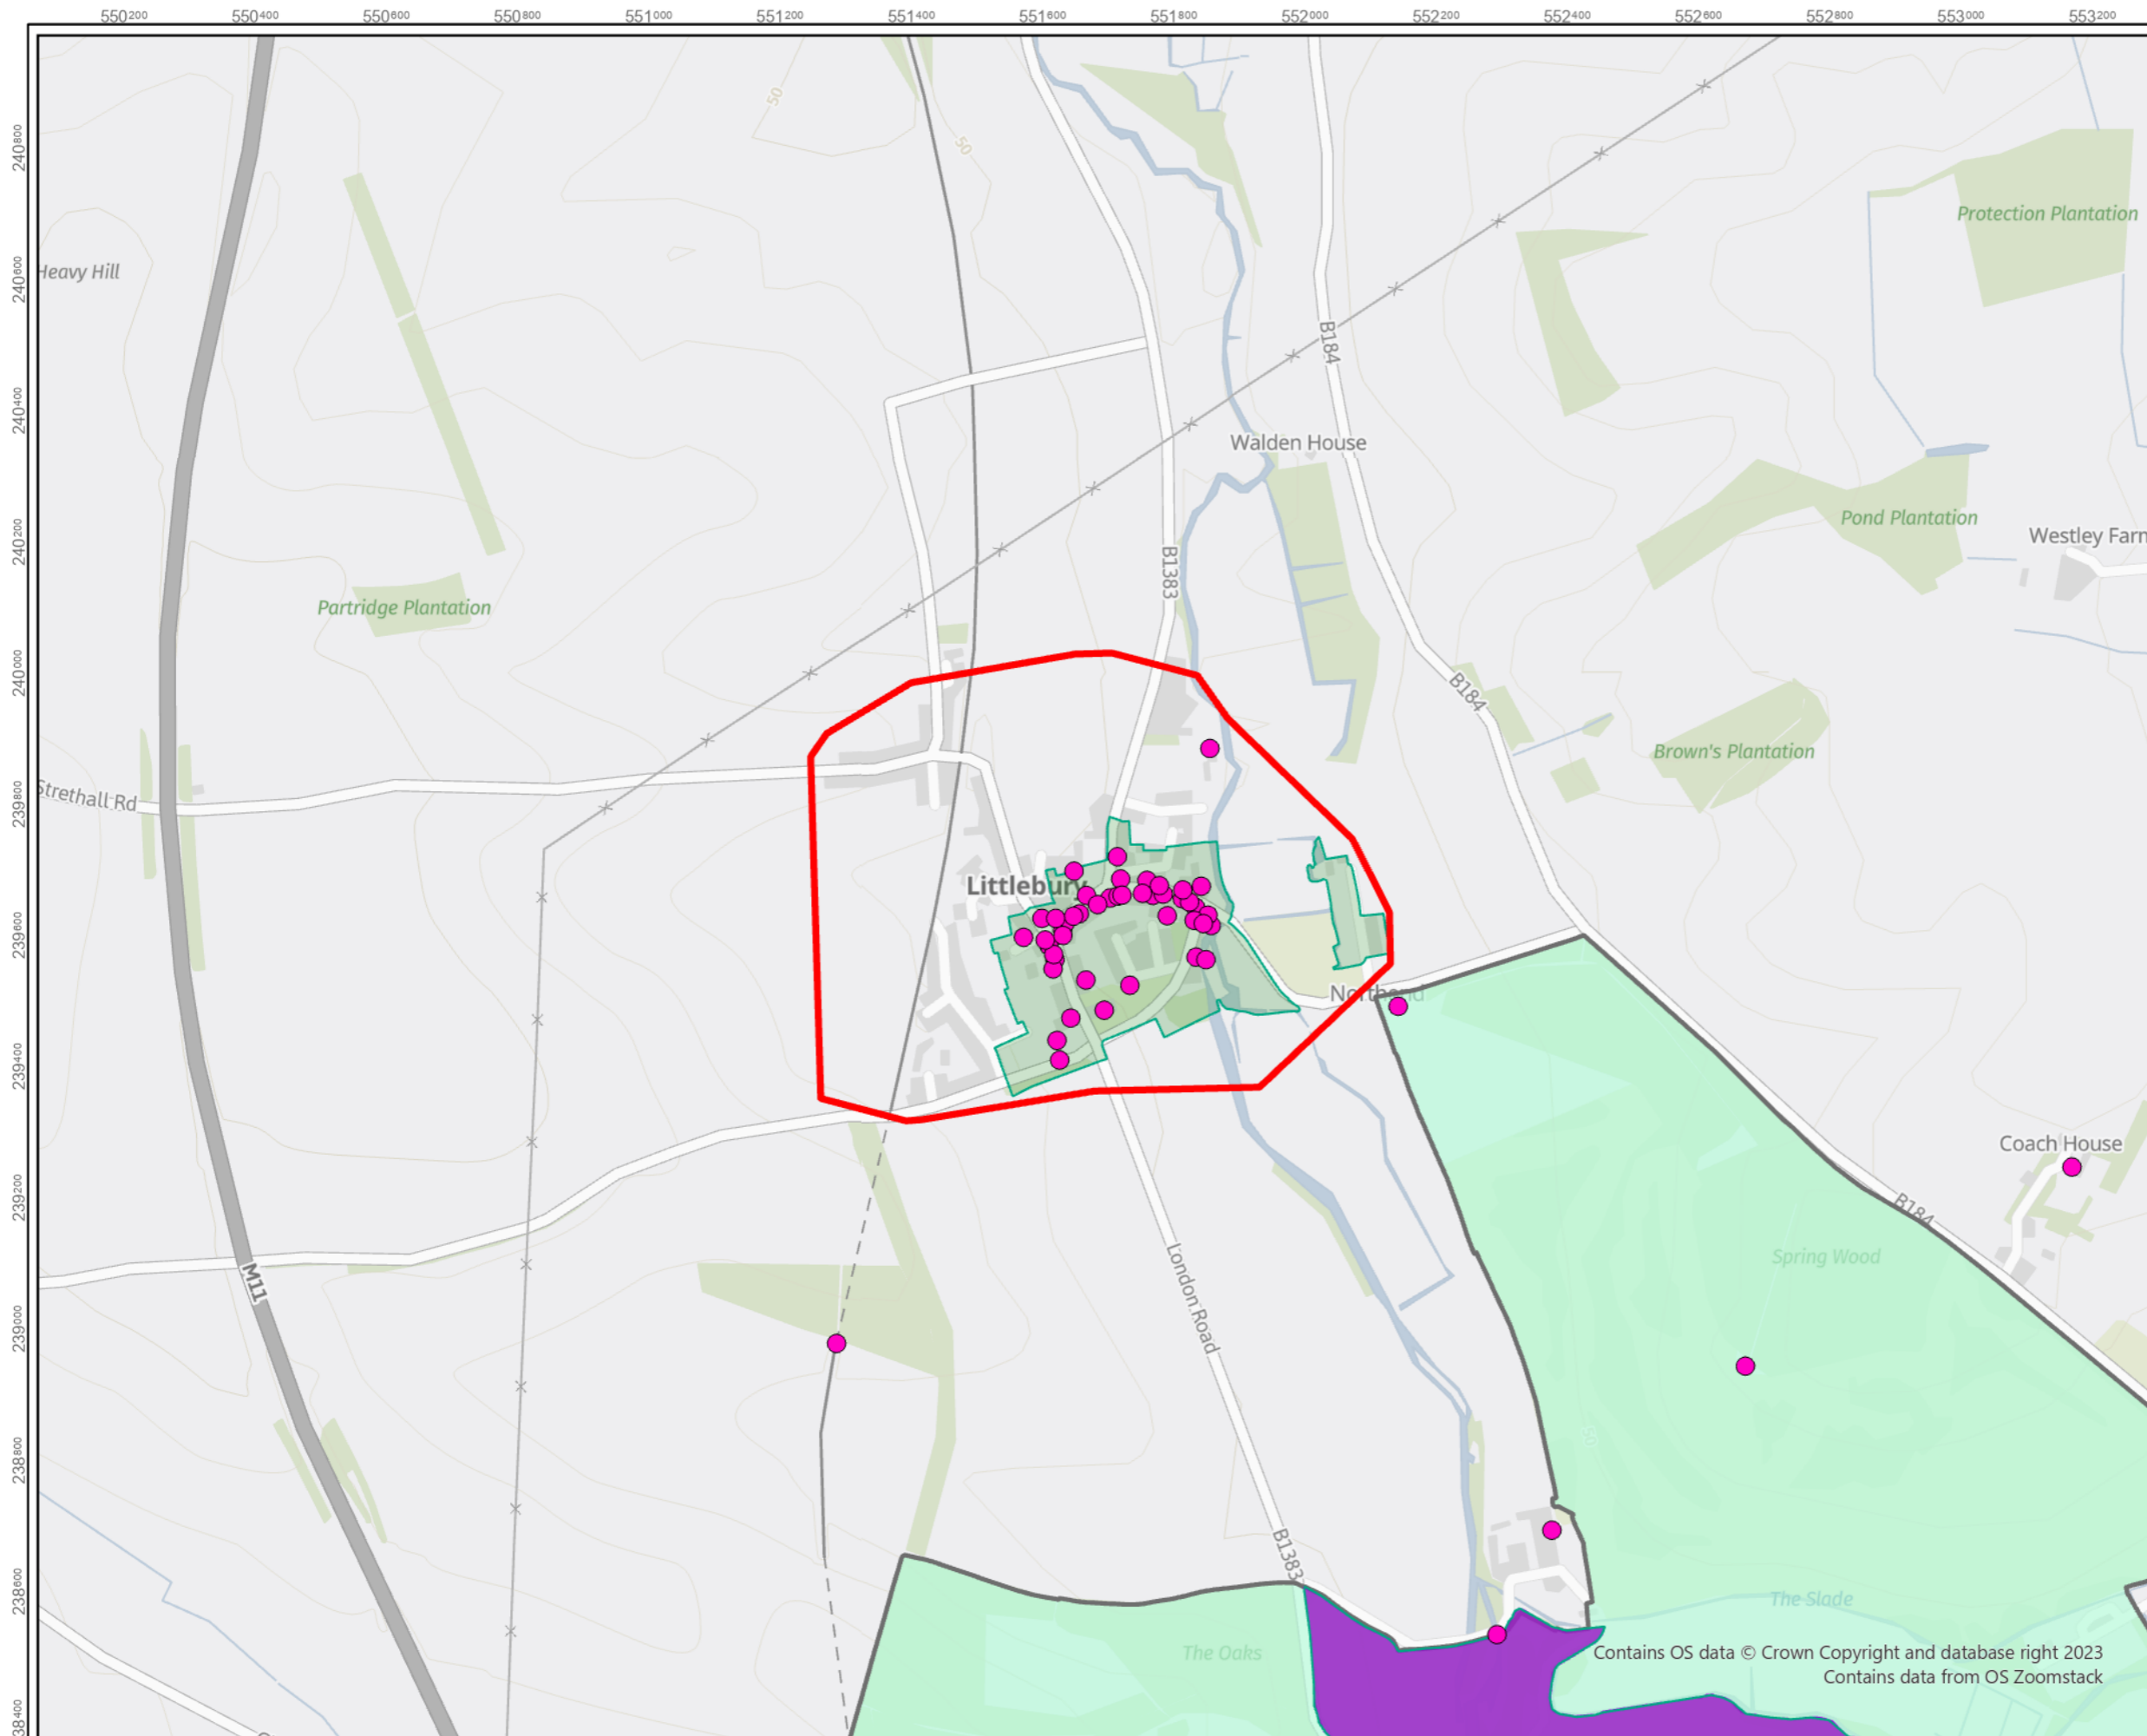 550200 550400 550600 550800 551000 551200 551400 551600 551800 552000 552200 552400 552600 552800 553000 553200
240800
240600
240400
240200
240000
239800
239600
239400
239200
239000
238800
238600
38400
50
50
Protection Plantation
Heavy Hill
B184
Walden House
Pond Plantation
Westley Farm
B1383
Partridge Plantation
B184
Brown's Plantation
Strethall Rd
Littlebury
Northend
Coach House
B184
Spring Wood
M11
London Road
50
B1383
The Slade
The Oaks
Contains OS data © Crown Copyright and database right 2023
Contains data from OS Zoomstack